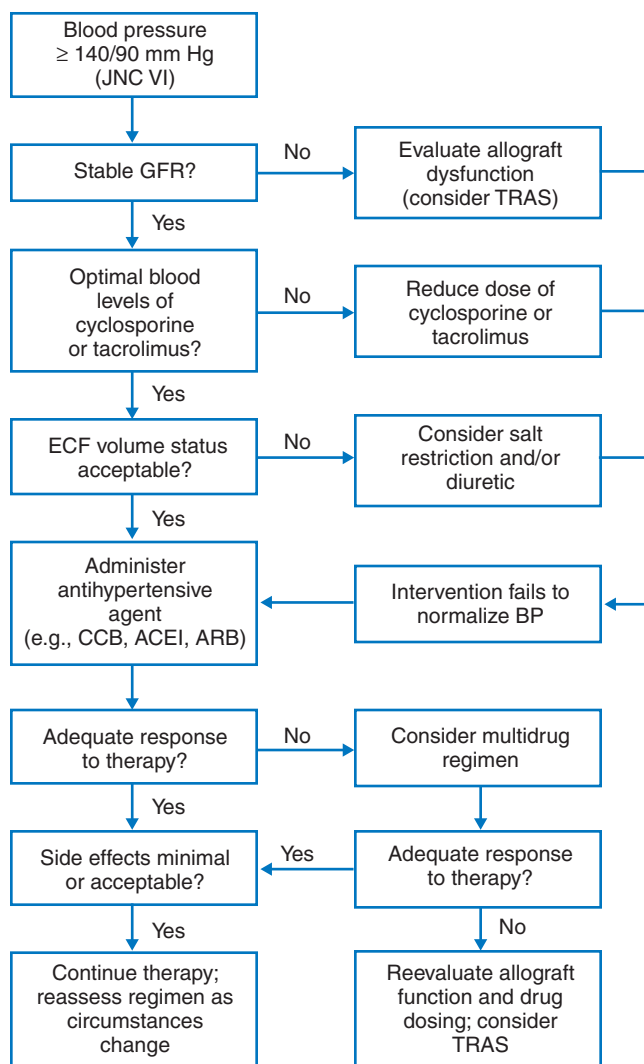 Blood pressure
≥ 140/90 mm Hg
(JNC VI)
Stable GFR?
No
Evaluate allograft
dysfunction
(consider TRAS)
Yes
Optimal blood
levels of
cyclosporine
or tacrolimus?
No
Reduce dose of
cyclosporine or
tacrolimus
Yes
ECF volume status
acceptable?
No
Consider salt
restriction and/or
diuretic
Yes
Administer
antihypertensive
agent
(e.g., CCB, ACEI, ARB)
Intervention fails to
normalize BP
Adequate response
to therapy?
No
Consider multidrug
regimen
Yes
Side effects minimal
or acceptable?
Yes
Adequate response
to therapy?
Yes
No
Continue therapy;
reassess regimen as
circumstances
change
Reevaluate allograft
function and drug
dosing; consider
TRAS